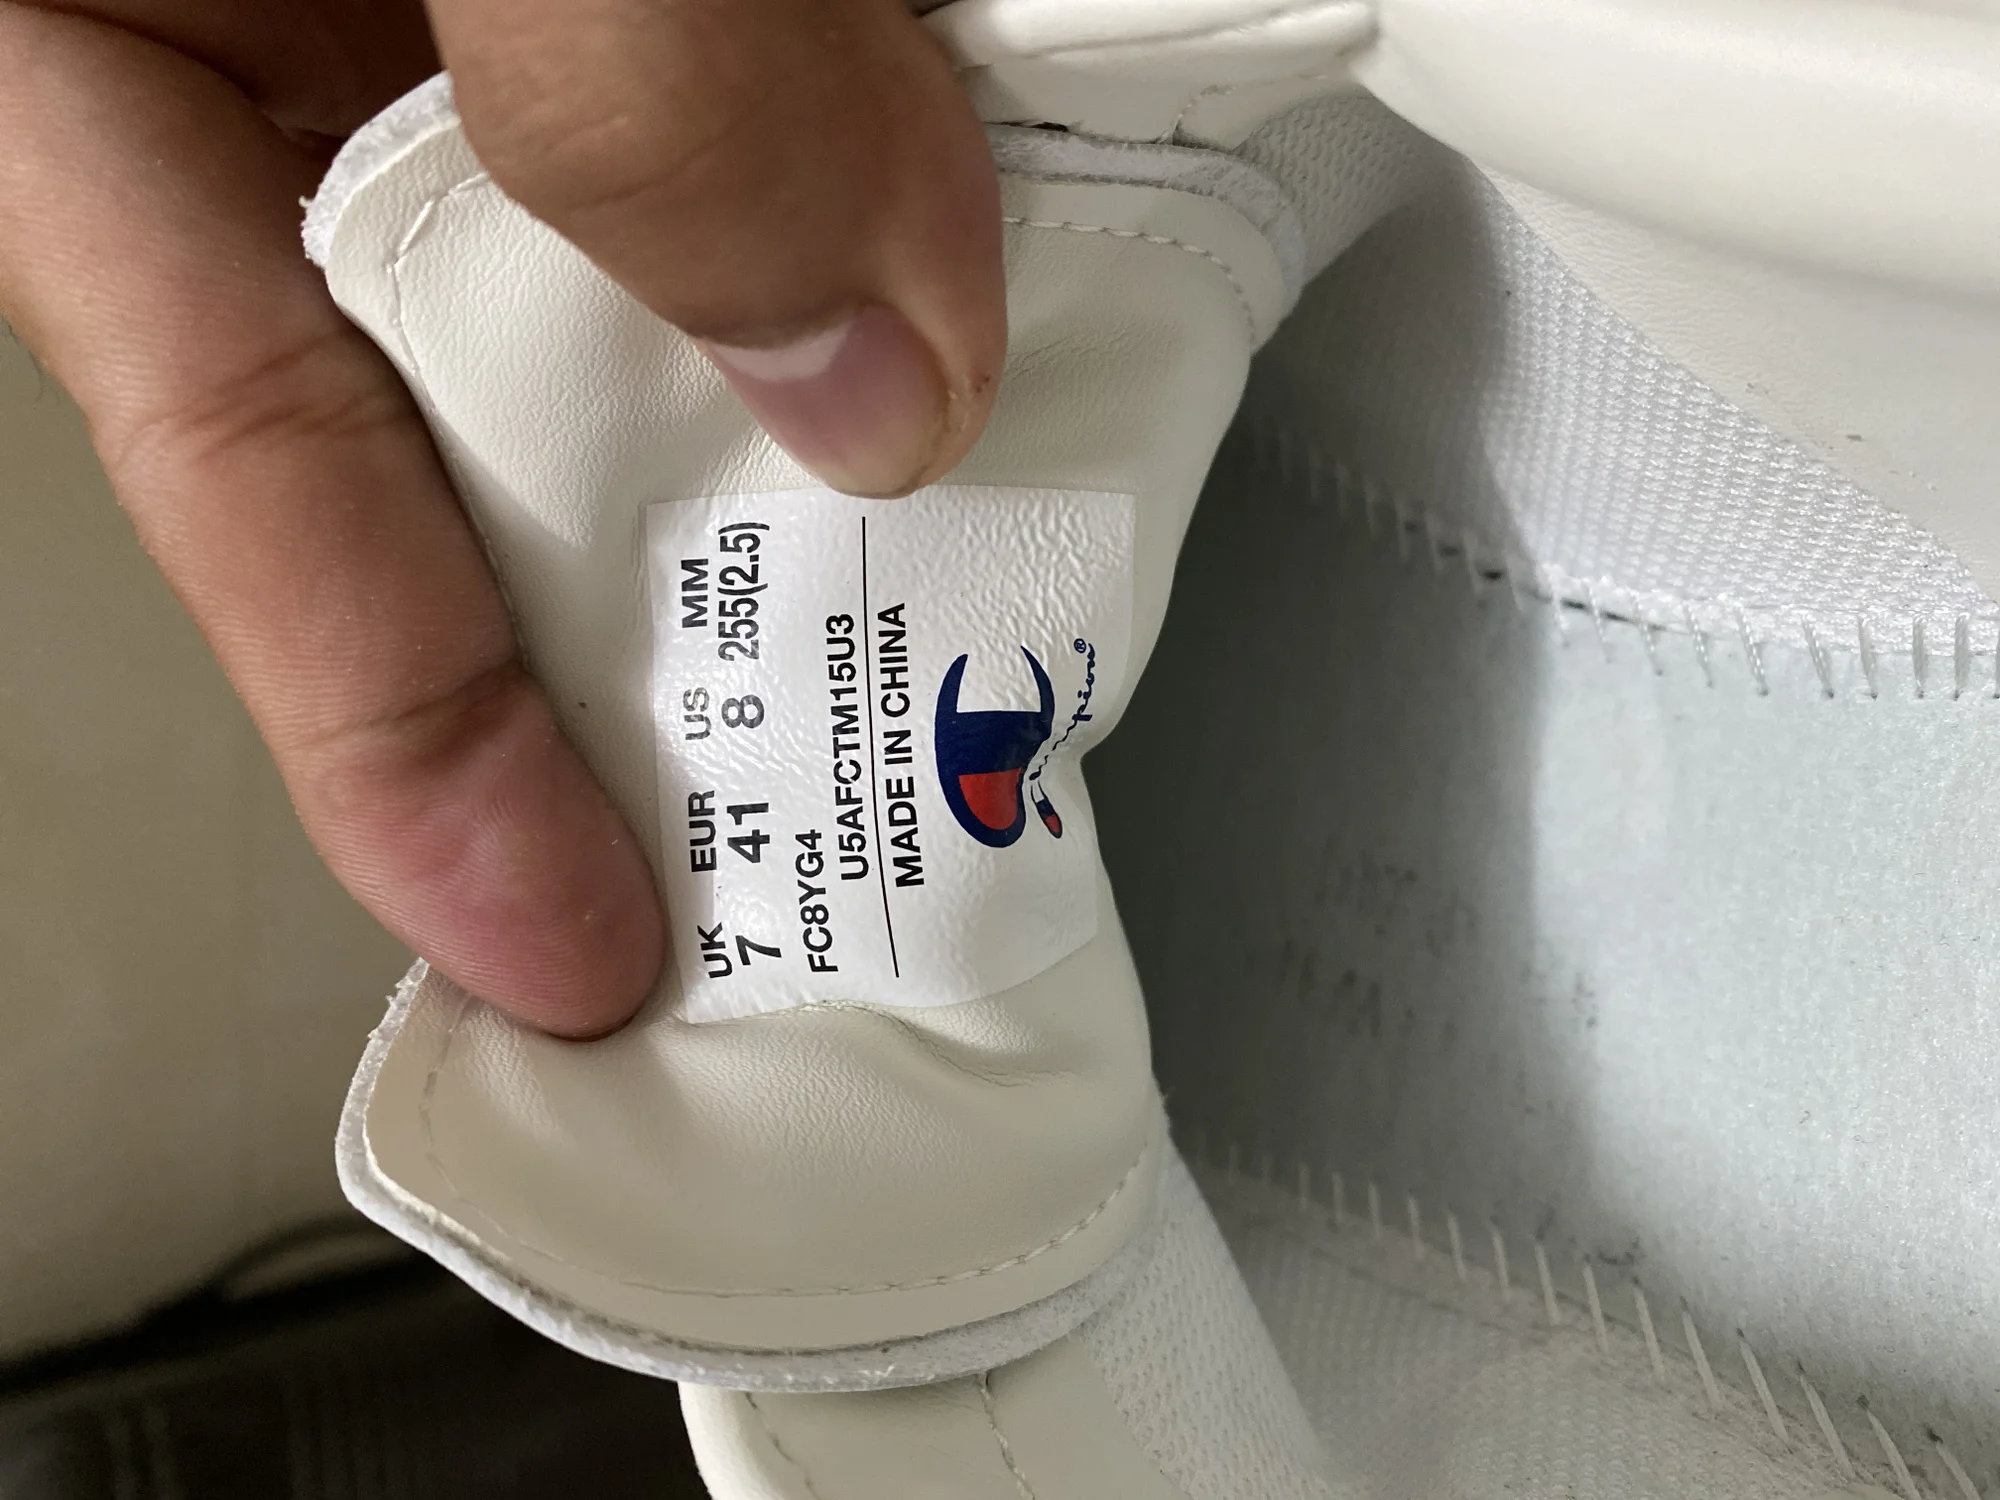 UK EUR US MM
7 41 8 255(2.5)
FC8YG4
U5AFCTM15U3
MADE IN CHINA
Champion®